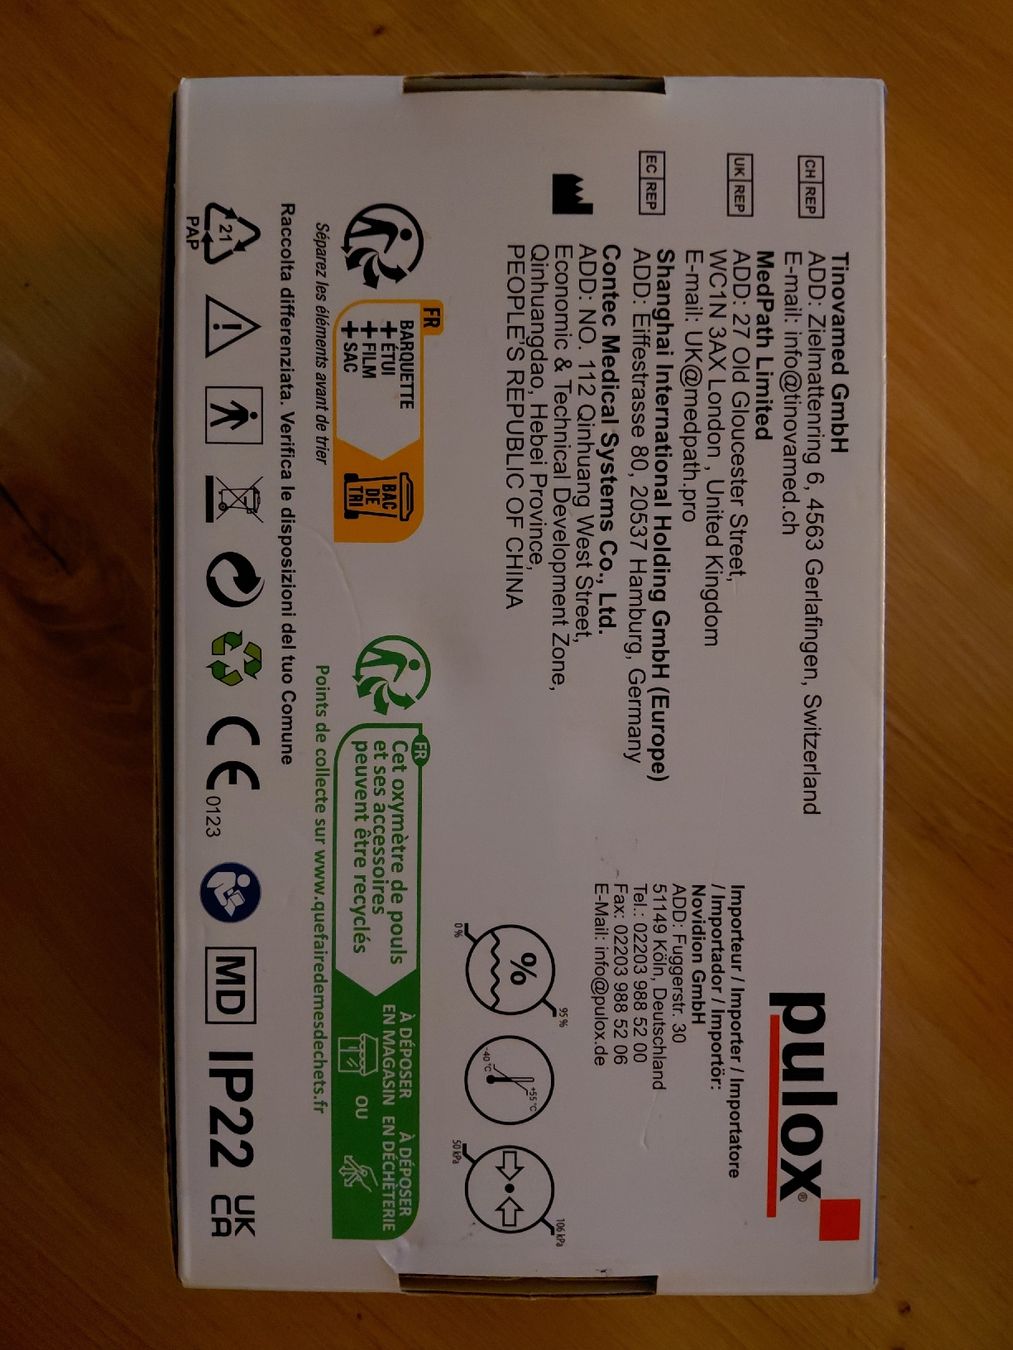 pulox®
CH REP
Tinovamed GmbH
ADD: Zielmattenring 6, 4563 Gerlafingen, Switzerland
E-mail: info@tinovamed.ch
UK REP
MedPath Limited
ADD: 27 Old Gloucester Street,
WC1N 3AX London , United Kingdom
E-mail: UK@medpath.pro
EC REP
Shanghai International Holding GmbH (Europe)
ADD: Eiffestrasse 80, 20537 Hamburg, Germany
Contec Medical Systems Co., Ltd.
ADD: NO. 112 Qinhuang West Street,
Economic & Technical Development Zone,
Qinhuangdao, Hebei Province,
PEOPLE'S REPUBLIC OF CHINA
Importeur / Importer / Importatore
/ Importador / Importör:
Novidion GmbH
ADD: Fuggerstr. 30
51149 Köln, Deutschland
Tel.: 02203 988 52 00
Fax: 02203 988 52 06
E-Mail: info@pulox.de
%
0 %
95 %
-40 °C
+55 °C
50 kPa
106 kPa
FR
BARQUETTE
+ ÉTUI
+ FILM
+ SAC
BAC
DE
TRI
Séparez les éléments avant de trier
FR
Cet oxymètre de pouls
et ses accessoires
peuvent être recyclés
À DÉPOSER
EN MAGASIN
OU
À DÉPOSER
EN DÉCHÈTERIE
Points de collecte sur www.quefairedemesdechets.fr
Raccolta differenziata. Verifica le disposizioni del tuo Comune
21
PAP
CE 0123
MD
IP22
UK
CA